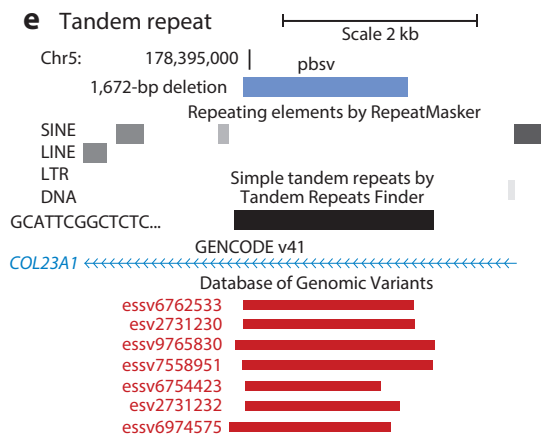 e Tandem repeat
Scale 2 kb
Chr5: 178,395,000
pbsv
1,672-bp deletion
Repeating elements by RepeatMasker
SINE
LINE
LTR
DNA
Simple tandem repeats by
Tandem Repeats Finder
GCATTCGGCTCTC...
GENCODE v41
COL23A1
Database of Genomic Variants
essv6762533
esv2731230
essv9765830
essv7558951
essv6754423
esv2731232
essv6974575